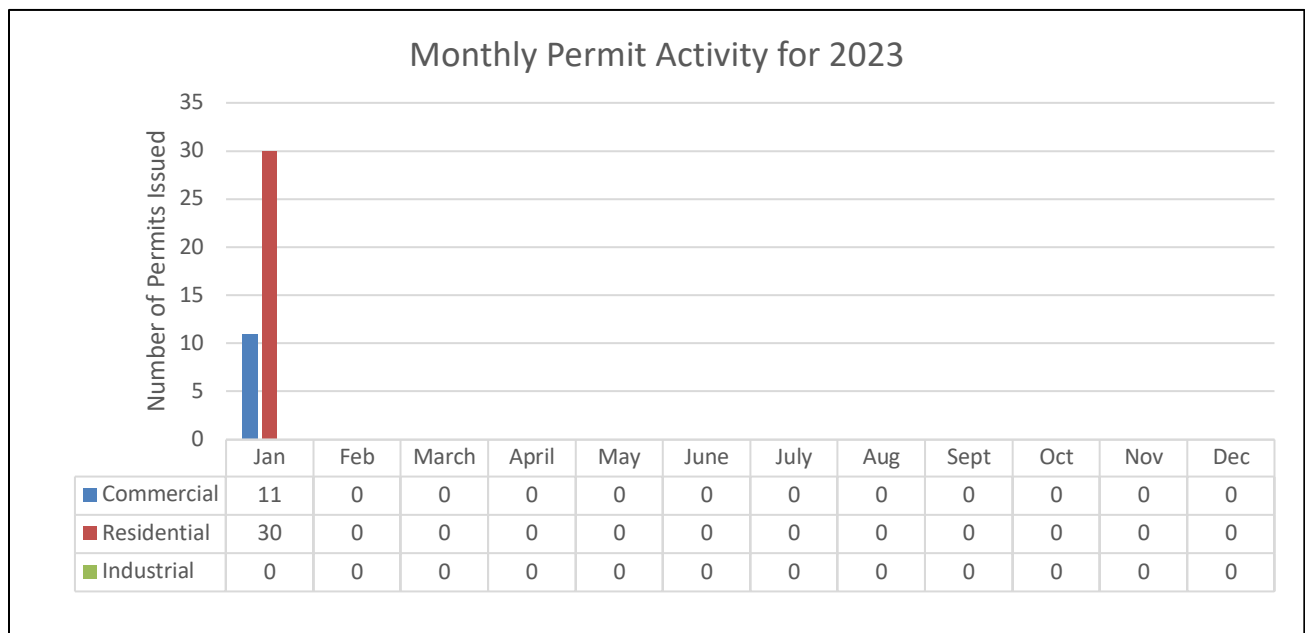 Monthly Permit Activity for 2023
Number of Permits Issued
35
30
25
20
15
10
5
0
Jan Feb March April May June July Aug Sept Oct Nov Dec
Commercial 11 0 0 0 0 0 0 0 0 0 0 0
Residential 30 0 0 0 0 0 0 0 0 0 0 0
Industrial 0 0 0 0 0 0 0 0 0 0 0 0